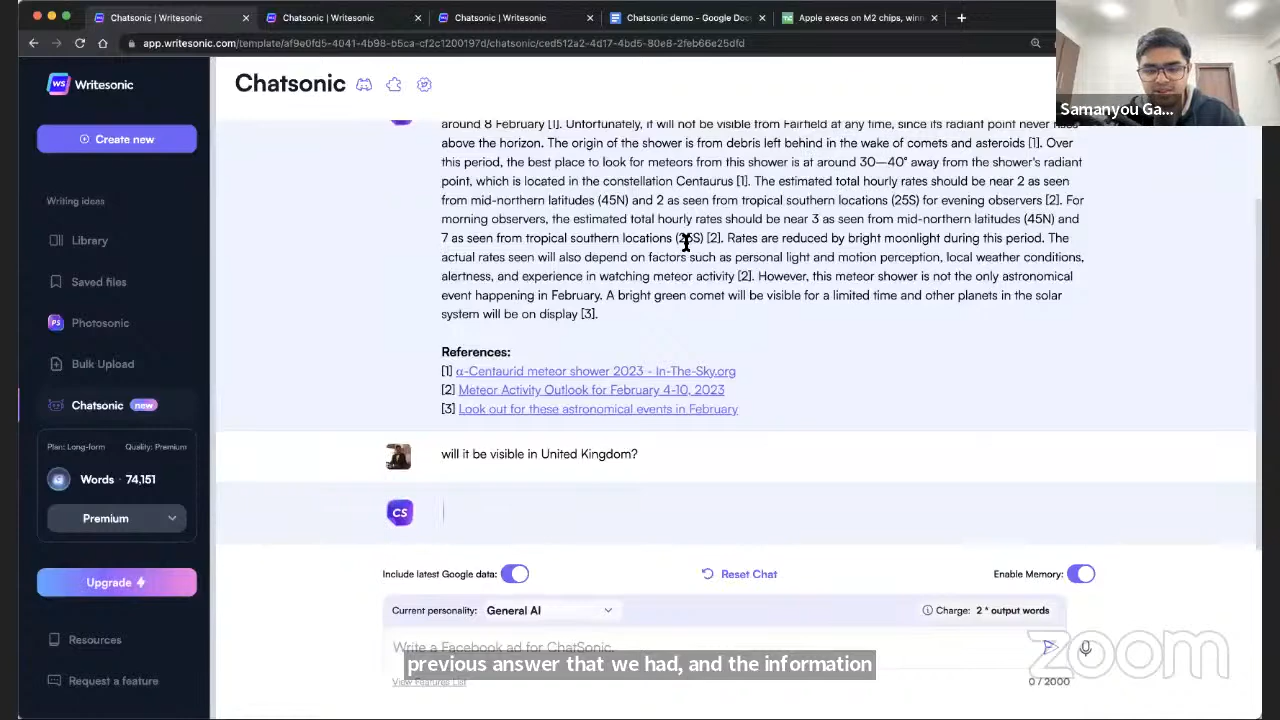 Chatsonic | Writesonic
Chatsonic | Writesonic
Chatsonic | Writesonic
Chatsonic demo - Google Doc
Apple execs on M2 chips, winn
app.writesonic.com/template/af9e0fd5-4041-4b98-b5ca-cf2c1200197d/chatsonic/ced512a2-4d17-4bd5-80e8-2feb66e25dfd
Samanyou Ga...
WS Writesonic
Chatsonic
Create new
around 8 February [1]. Unfortunately, it will not be visible from Fairfield at any time, since its radiant point never
above the horizon. The origin of the shower is from debris left behind in the wake of comets and asteroids [1]. Over
this period, the best place to look for meteors from this shower is at around 30–40° away from the shower's radiant
point, which is located in the constellation Centaurus [1]. The estimated total hourly rates should be near 2 as seen
from mid-northern latitudes (45N) and 2 as seen from tropical southern locations (25S) for evening observers [2]. For
morning observers, the estimated total hourly rates should be near 3 as seen from mid-northern latitudes (45N) and
7 as seen from tropical southern locations (25S) [2]. Rates are reduced by bright moonlight during this period. The
actual rates seen will also depend on factors such as personal light and motion perception, local weather conditions,
alertness, and experience in watching meteor activity [2]. However, this meteor shower is not the only astronomical
event happening in February. A bright green comet will be visible for a limited time and other planets in the solar
system will be on display [3].
References:
[1] α-Centaurid meteor shower 2023 - In-The-Sky.org
[2] Meteor Activity Outlook for February 4-10, 2023
[3] Look out for these astronomical events in February
will it be visible in United Kingdom?
CS
Writing ideas
Library
Saved files
PS Photosonic
Bulk Upload
Chatsonic new
Plan: Long-form Quality: Premium
Words · 74,151
Premium
Upgrade
Resources
Request a feature
Include latest Google data:
Reset Chat
Enable Memory:
Current personality: General AI
Charge: 2 * output words
Write a Facebook ad for ChatSonic.
previous answer that we had, and the information
View Features List
0 / 2000
zoom